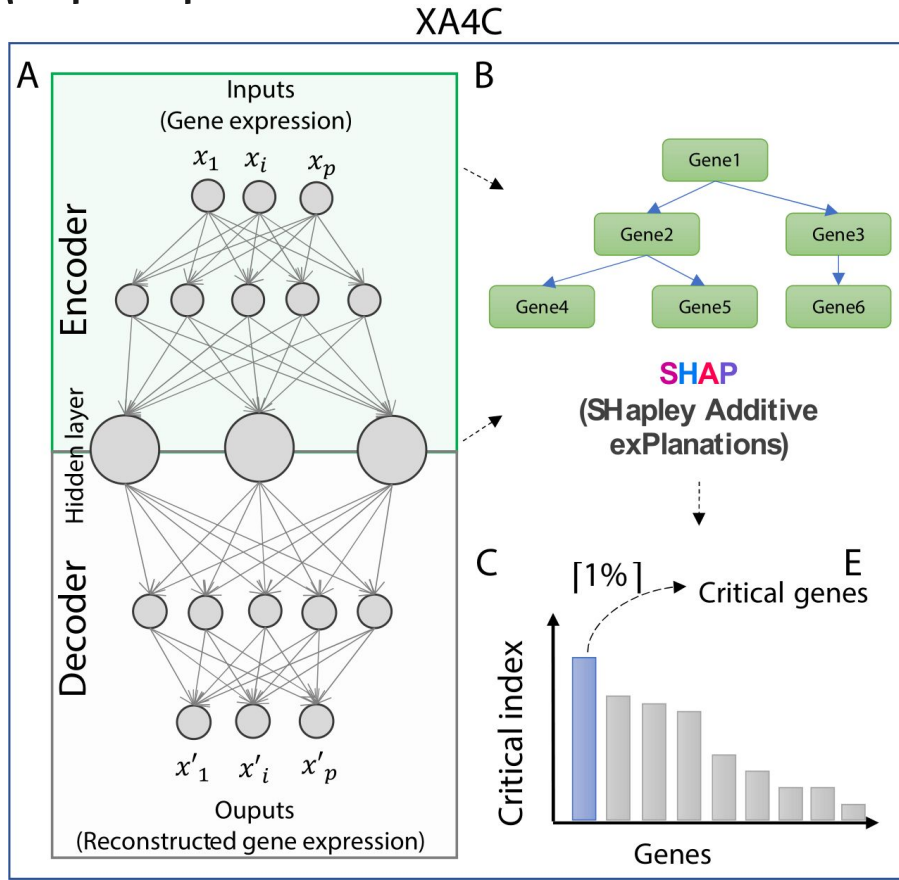 XA4C
A
Inputs
(Gene expression)
x₁ xᵢ xₚ
Encoder
Hidden layer
Decoder
x'₁ x'ᵢ x'ₚ
Ouputs
(Reconstructed gene expression)
B
Gene1
Gene2 Gene3
Gene4 Gene5 Gene6
SHAP
(SHapley Additive
exPlanations)
C
⌈1%⌉
E
Critical genes
Critical index
Genes